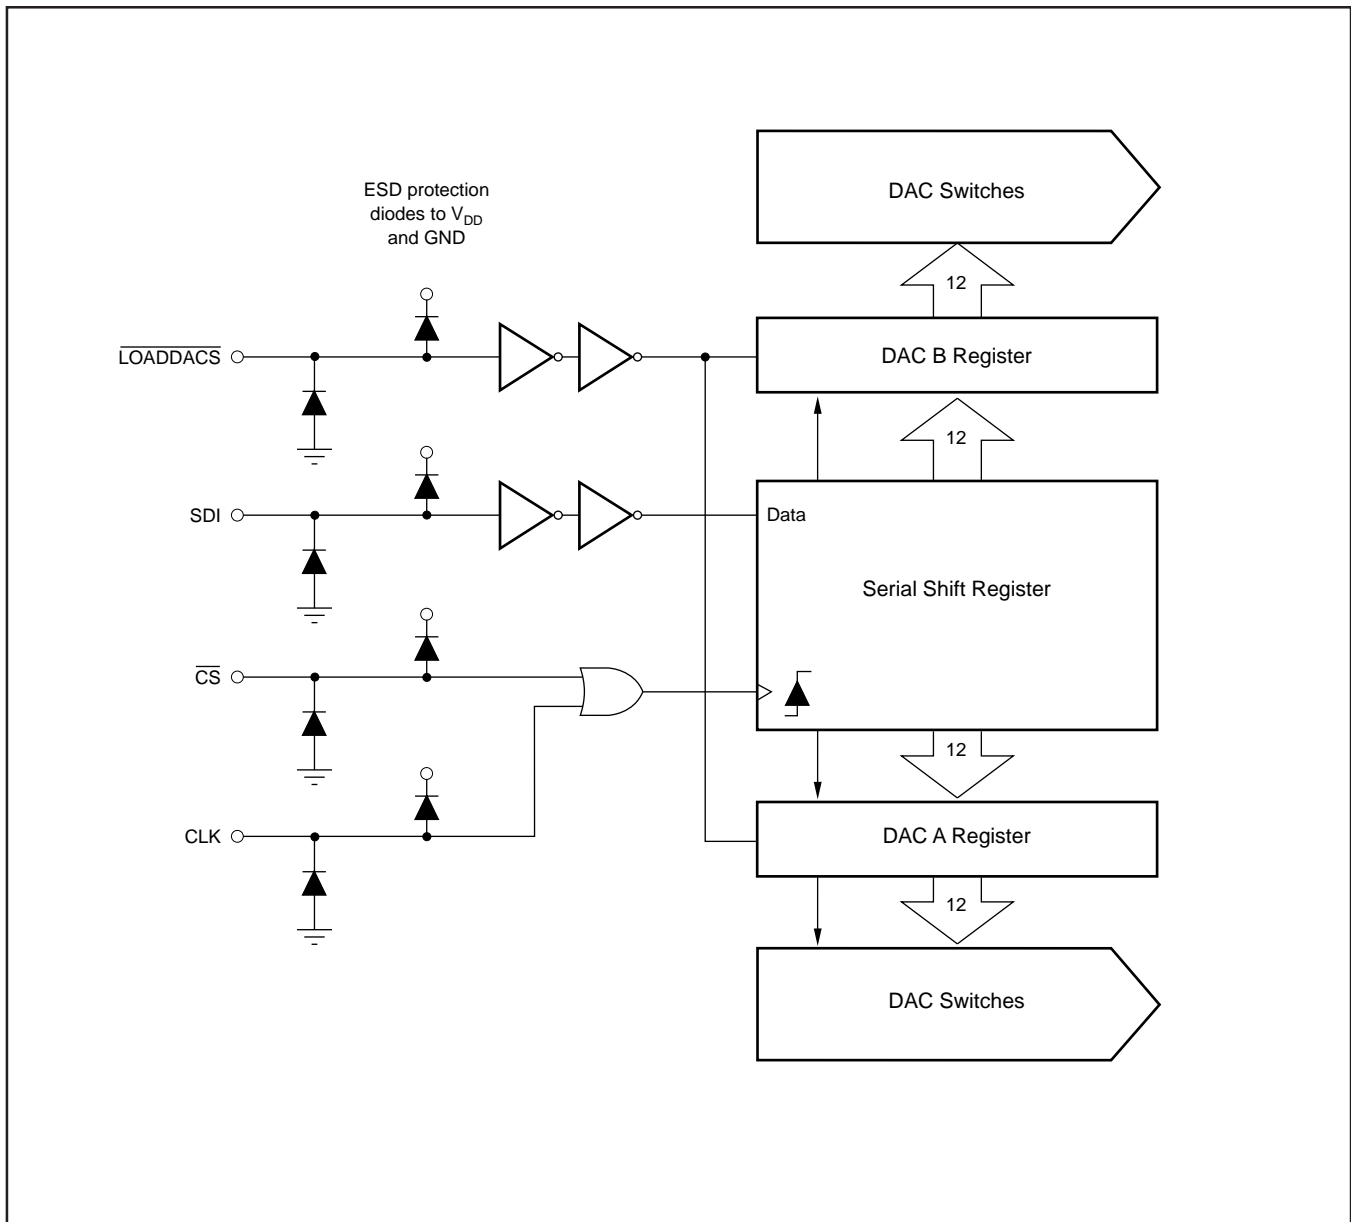 DAC Switches
ESD protection
diodes to VDD
and GND
12
LOADDACS
DAC B Register
12
SDI
Data
Serial Shift Register
CS
12
CLK
DAC A Register
12
DAC Switches